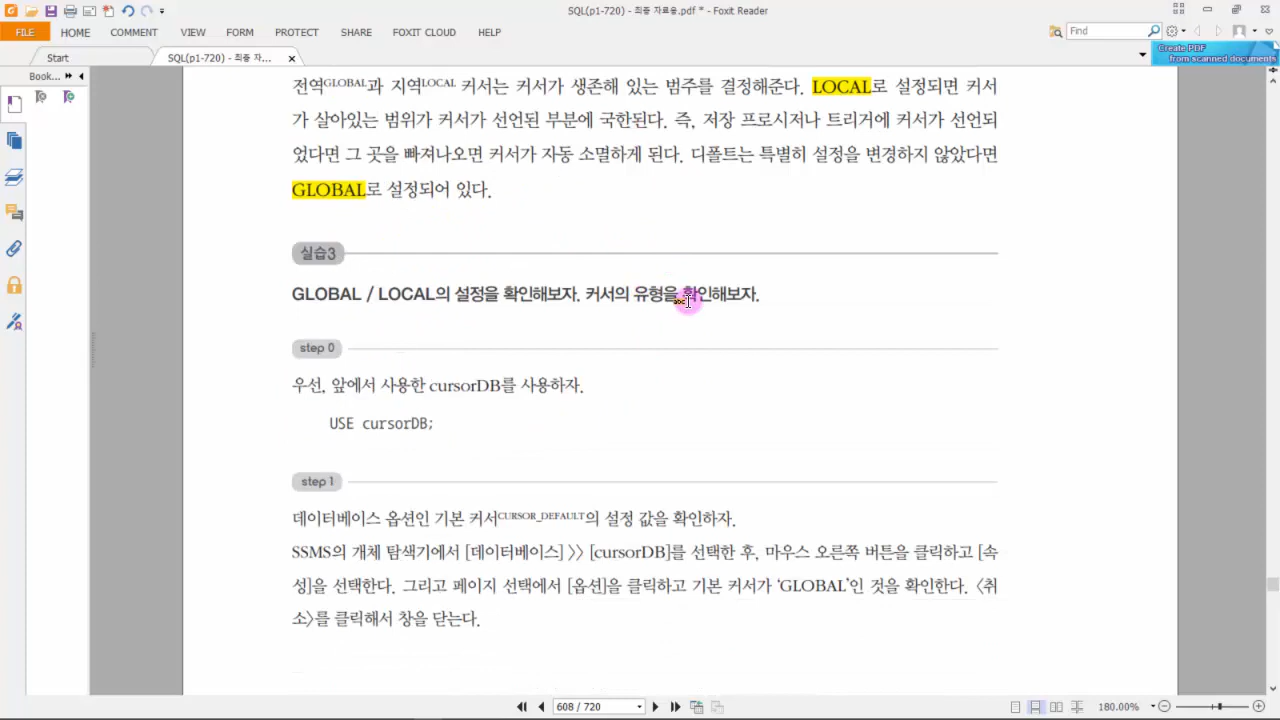 SQL(p1-720) - 최종 자료용.pdf * - Foxit Reader
FILE HOME COMMENT VIEW FORM PROTECT SHARE FOXIT CLOUD HELP
Find
Create PDF
from scanned documents
Start SQL(p1-720) - 최종 자...
Book...
전역GLOBAL과 지역LOCAL 커서는 커서가 생존해 있는 범주를 결정해준다. LOCAL로 설정되면 커서
가 살아있는 범위가 커서가 선언된 부분에 국한된다. 즉, 저장 프로시저나 트리거에 커서가 선언되
었다면 그 곳을 빠져나오면 커서가 자동 소멸하게 된다. 디폴트는 특별히 설정을 변경하지 않았다면
GLOBAL로 설정되어 있다.
실습3
GLOBAL / LOCAL의 설정을 확인해보자. 커서의 유형을 확인해보자.
step 0
우선, 앞에서 사용한 cursorDB를 사용하자.
USE cursorDB;
step 1
데이터베이스 옵션인 기본 커서CURSOR_DEFAULT의 설정 값을 확인하자.
SSMS의 개체 탐색기에서 [데이터베이스] 〉〉 [cursorDB]를 선택한 후, 마우스 오른쪽 버튼을 클릭하고 [속
성]을 선택한다. 그리고 페이지 선택에서 [옵션]을 클릭하고 기본 커서가 ‘GLOBAL’인 것을 확인한다. 〈취
소〉를 클릭해서 창을 닫는다.
608 / 720
180.00%